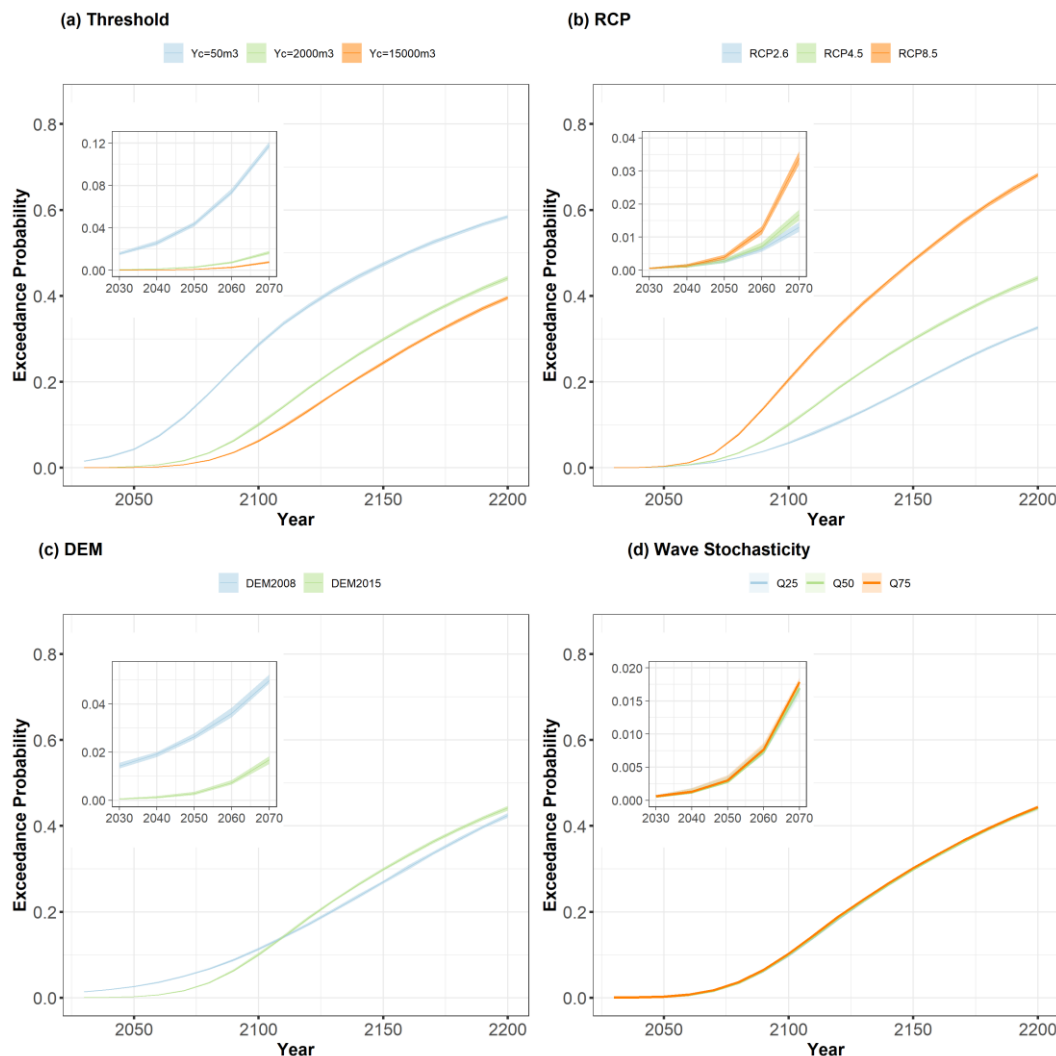 (a) Threshold
Yc=50m3 Yc=2000m3 Yc=15000m3
Exceedance Probability
0.8
0.6
0.4
0.2
0.0
0.12
0.08
0.04
0.00
2030 2040 2050 2060 2070
2050 2100 2150 2200
Year
(b) RCP
RCP2.6 RCP4.5 RCP8.5
Exceedance Probability
0.8
0.6
0.4
0.2
0.0
0.04
0.03
0.02
0.01
0.00
2030 2040 2050 2060 2070
2050 2100 2150 2200
Year
(c) DEM
DEM2008 DEM2015
Exceedance Probability
0.8
0.6
0.4
0.2
0.0
0.04
0.02
0.00
2030 2040 2050 2060 2070
2050 2100 2150 2200
Year
(d) Wave Stochasticity
Q25 Q50 Q75
Exceedance Probability
0.8
0.6
0.4
0.2
0.0
0.020
0.015
0.010
0.005
0.000
2030 2040 2050 2060 2070
2050 2100 2150 2200
Year